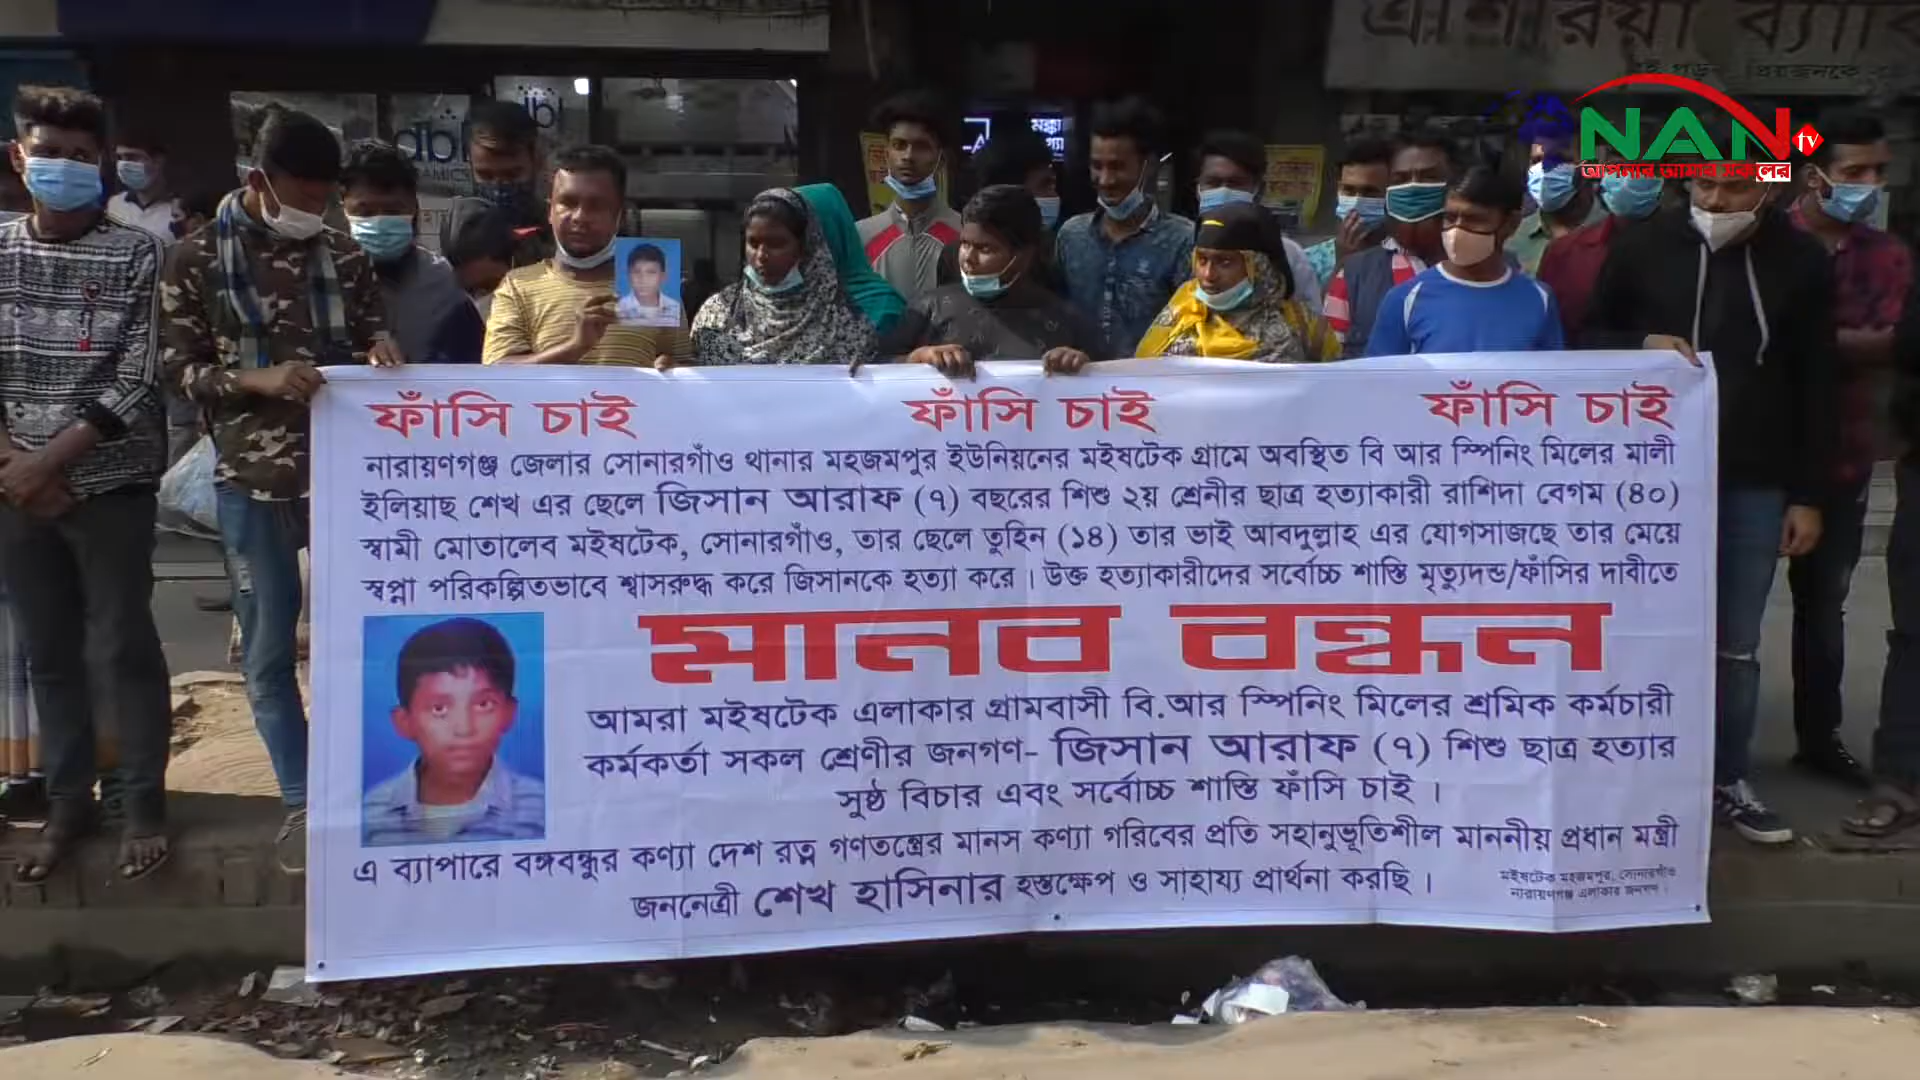 NAN tv
আপনার আমার সকলের
dbl
মক্কা
ফাঁসি চাই ফাঁসি চাই ফাঁসি চাই
নারায়ণগঞ্জ জেলার সোনারগাঁও থানার মহজমপুর ইউনিয়নের মইষটেক গ্রামে অবস্থিত বি আর স্পিনিং মিলের মালী
ইলিয়াছ শেখ এর ছেলে জিসান আরাফ (৭) বছরের শিশু ২য় শ্রেনীর ছাত্র হত্যাকারী রাশিদা বেগম (৪০)
স্বামী মোতালেব মইষটেক, সোনারগাঁও, তার ছেলে তুহিন (১৪) তার ভাই আবদুল্লাহ এর যোগসাজছে তার মেয়ে
স্বপ্না পরিকল্পিতভাবে শ্বাসরুদ্ধ করে জিসানকে হত্যা করে। উক্ত হত্যাকারীদের সর্বোচ্চ শাস্তি মৃত্যুদন্ড/ফাঁসির দাবীতে
মানব বন্ধন
আমরা মইষটেক এলাকার গ্রামবাসী বি.আর স্পিনিং মিলের শ্রমিক কর্মচারী
কর্মকর্তা সকল শ্রেণীর জনগণ- জিসান আরাফ (৭) শিশু ছাত্র হত্যার
সুষ্ঠ বিচার এবং সর্বোচ্চ শাস্তি ফাঁসি চাই।
এ ব্যাপারে বঙ্গবন্ধুর কণ্যা দেশ রত্ন গণতন্ত্রের মানস কণ্যা গরিবের প্রতি সহানুভূতিশীল মাননীয় প্রধান মন্ত্রী
জননেত্রী শেখ হাসিনার হস্তক্ষেপ ও সাহায্য প্রার্থনা করছি।
মইষটেক মহজমপুর, সোনারগাঁও
নারায়ণগঞ্জ এলাকার জনগণ।